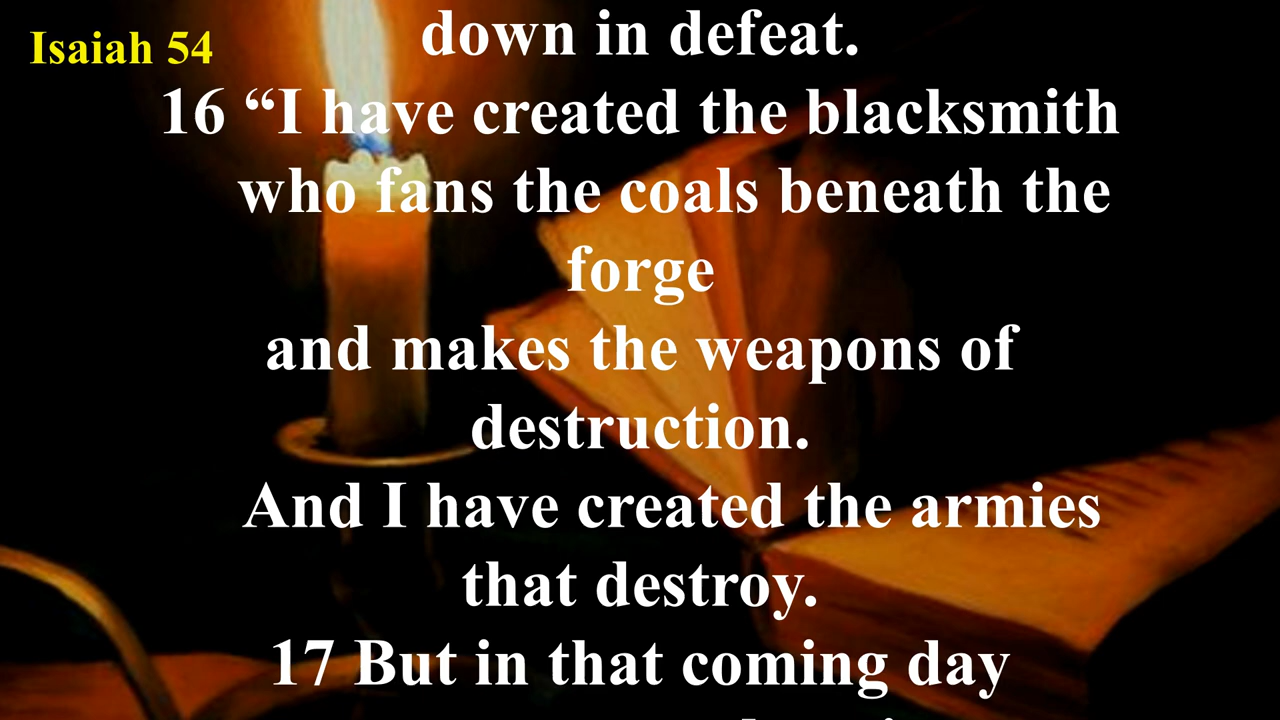 Isaiah 54
down in defeat.
16 “I have created the blacksmith
who fans the coals beneath the
forge
and makes the weapons of
destruction.
And I have created the armies
that destroy.
17 But in that coming day